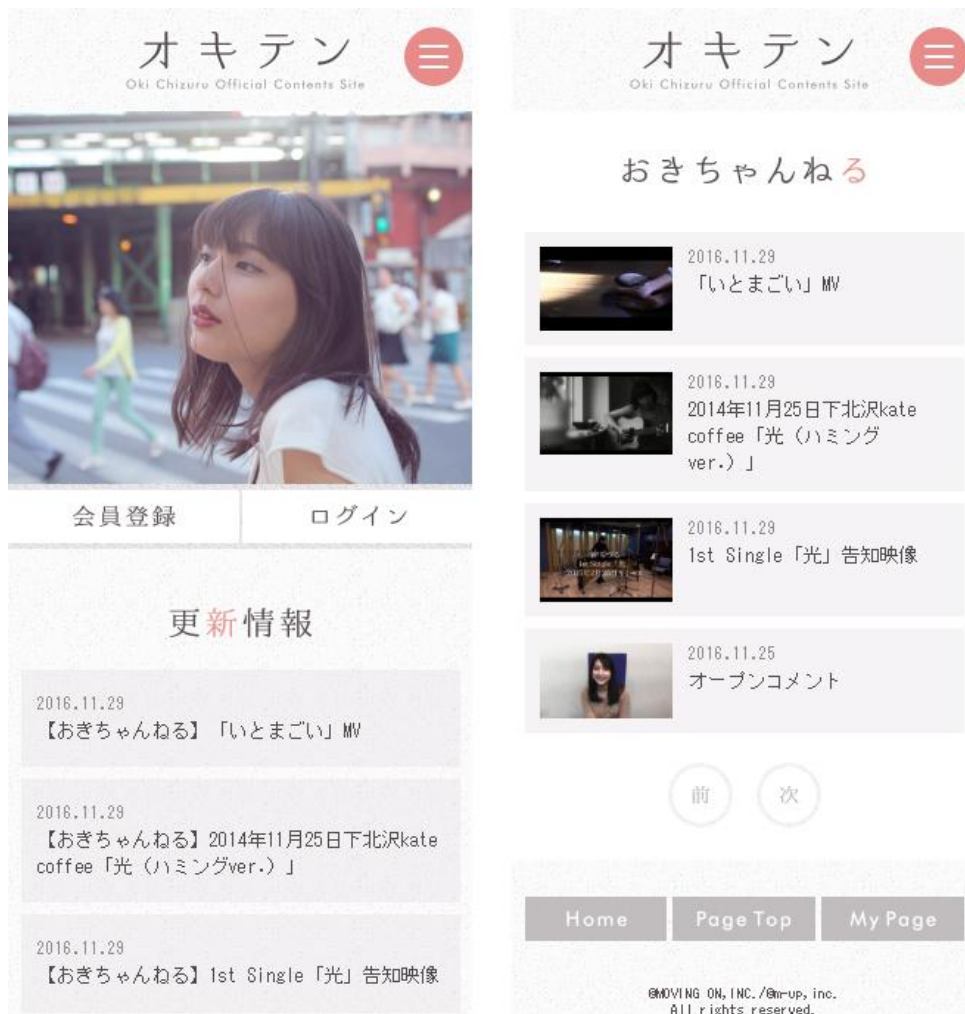 オキテン
Oki Chizuru Official Contents Site
会員登録
ログイン
更新情報
2016.11.29
【おきちゃんねる】「いとまごい」MV
2016.11.29
【おきちゃんねる】2014年11月25日下北沢kate
coffee「光（ハミングver.）」
2016.11.29
【おきちゃんねる】1st Single「光」告知映像
オキテン
Oki Chizuru Official Contents Site
おきちゃんねる
2016.11.29
「いとまごい」MV
2016.11.29
2014年11月25日下北沢kate
coffee「光（ハミング
ver.）」
2016.11.29
1st Single「光」告知映像
2016.11.25
オープンコメント
前
次
Home
Page Top
My Page
©MOVING ON, INC./©m-up, inc.
All rights reserved.